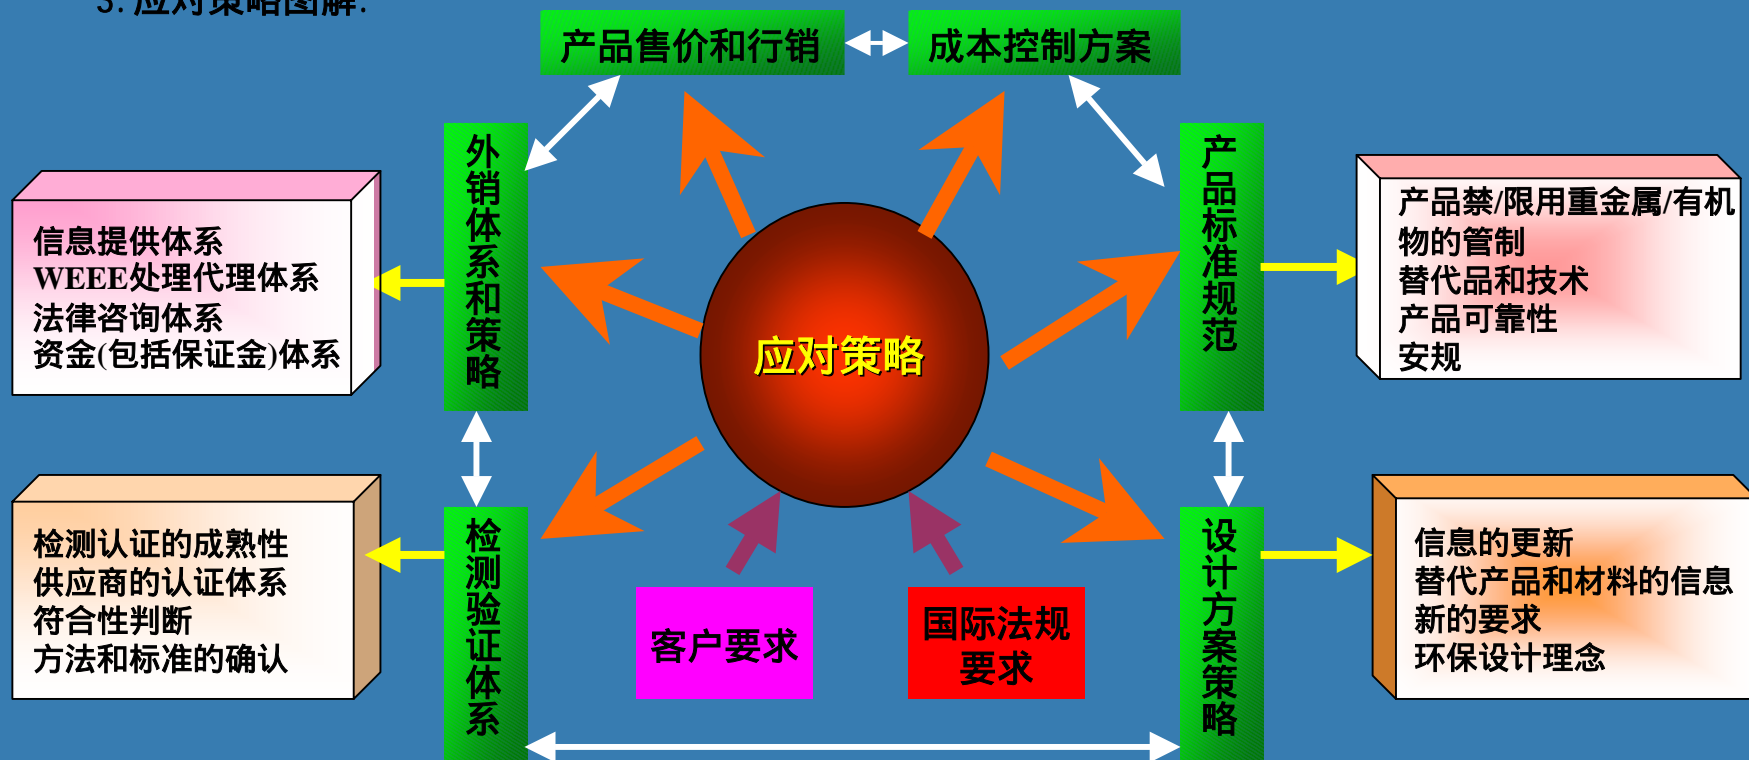 3. 应对策略图解:
产品售价和行销
成本控制方案
外销体系和策略
产品标准规范
信息提供体系
WEEE处理代理体系
法律咨询体系
资金(包括保证金)体系
应对策略
产品禁/限用重金属/有机
物的管制
替代品和技术
产品可靠性
安规
检测认证的成熟性
供应商的认证体系
符合性判断
方法和标准的确认
检测验证体系
客户要求
国际法规
要求
设计方案策略
信息的更新
替代产品和材料的信息
新的要求
环保设计理念